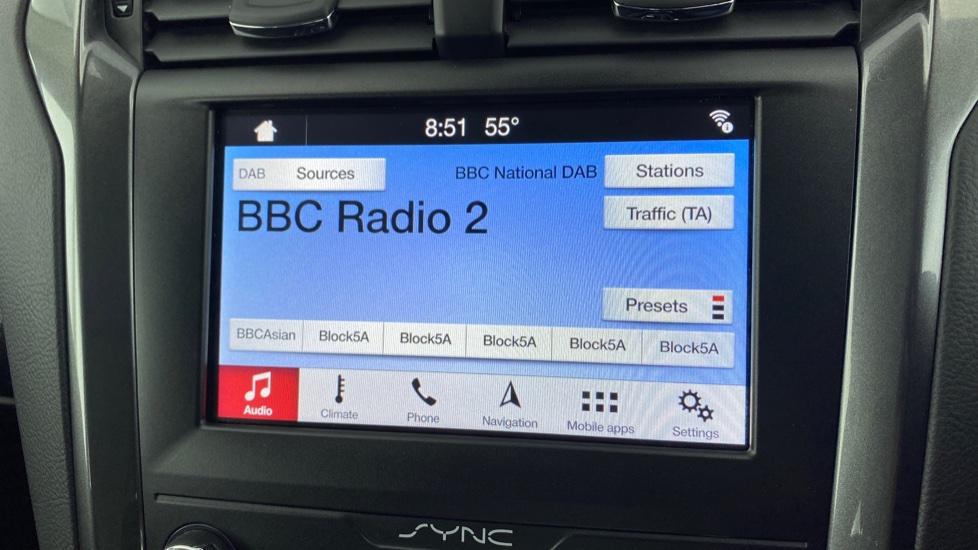 8:51 55°
DAB Sources
BBC National DAB
Stations
BBC Radio 2
Traffic (TA)
Presets
BBCAsian Block5A Block5A Block5A Block5A Block5A
Audio Climate Phone Navigation Mobile apps Settings
SYNC